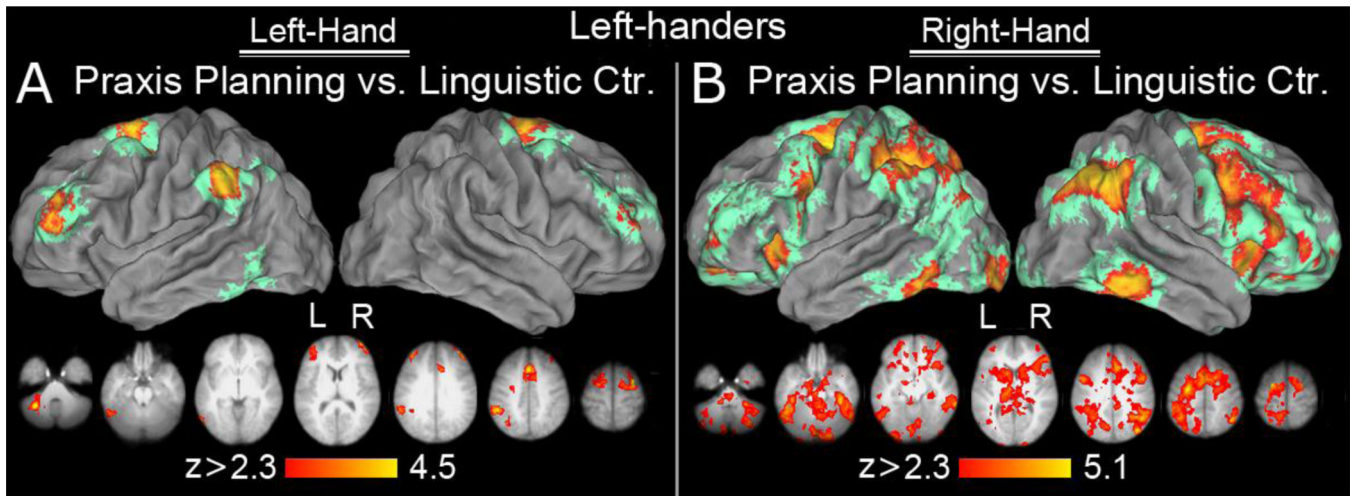 Left-handers
Left-Hand
A Praxis Planning vs. Linguistic Ctr.
L R
z>2.3 4.5
Right-Hand
B Praxis Planning vs. Linguistic Ctr.
L R
z>2.3 5.1